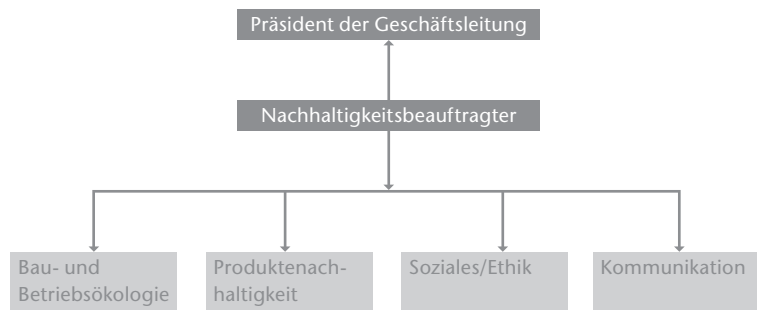 Präsident der Geschäftsleitung
Nachhaltigkeitsbeauftragter
Bau- und
Betriebsökologie
Produktenach-
haltigkeit
Soziales/Ethik
Kommunikation